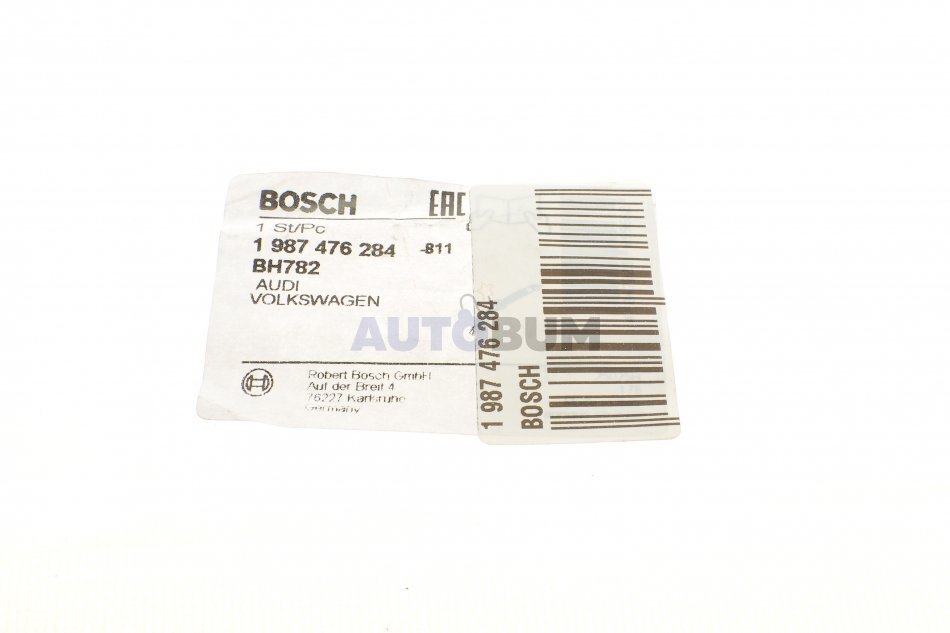 BOSCH EAC
1 St/Pc
1 987 476 284 -811
BH782
AUDI
VOLKSWAGEN
AUTOBUM
Robert Bosch GmbH
Auf der Breit 4
76227 Karlsruhe
Germany
1 987 476 284
BOSCH